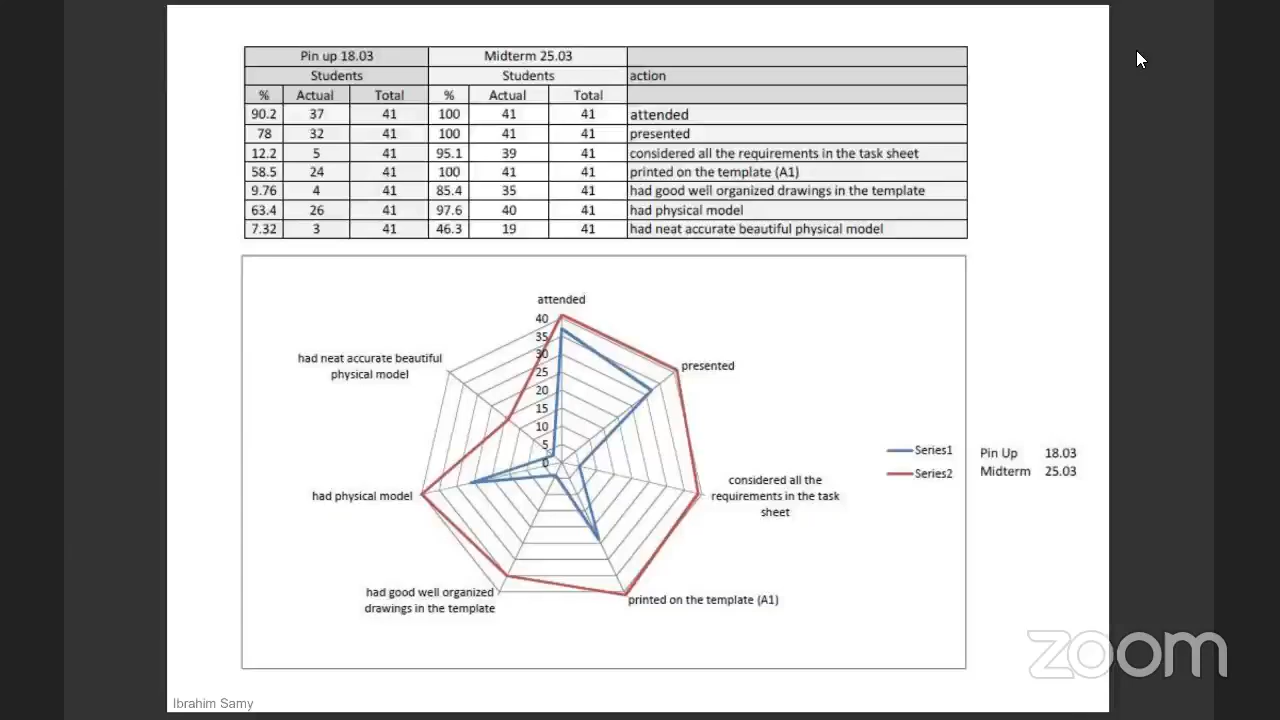 Pin up 18.03 Midterm 25.03
Students Students action
% Actual Total % Actual Total
90.2 37 41 100 41 41 attended
78 32 41 100 41 41 presented
12.2 5 41 95.1 39 41 considered all the requirements in the task sheet
58.5 24 41 100 41 41 printed on the template (A1)
9.76 4 41 85.4 35 41 had good well organized drawings in the template
63.4 26 41 97.6 40 41 had physical model
7.32 3 41 46.3 19 41 had neat accurate beautiful physical model
attended
40
35
30
25
20
15
10
5
0
presented
considered all the
requirements in the task
sheet
printed on the template (A1)
had good well organized
drawings in the template
had physical model
had neat accurate beautiful
physical model
Series1
Series2
Pin Up 18.03
Midterm 25.03
zoom
Ibrahim Samy